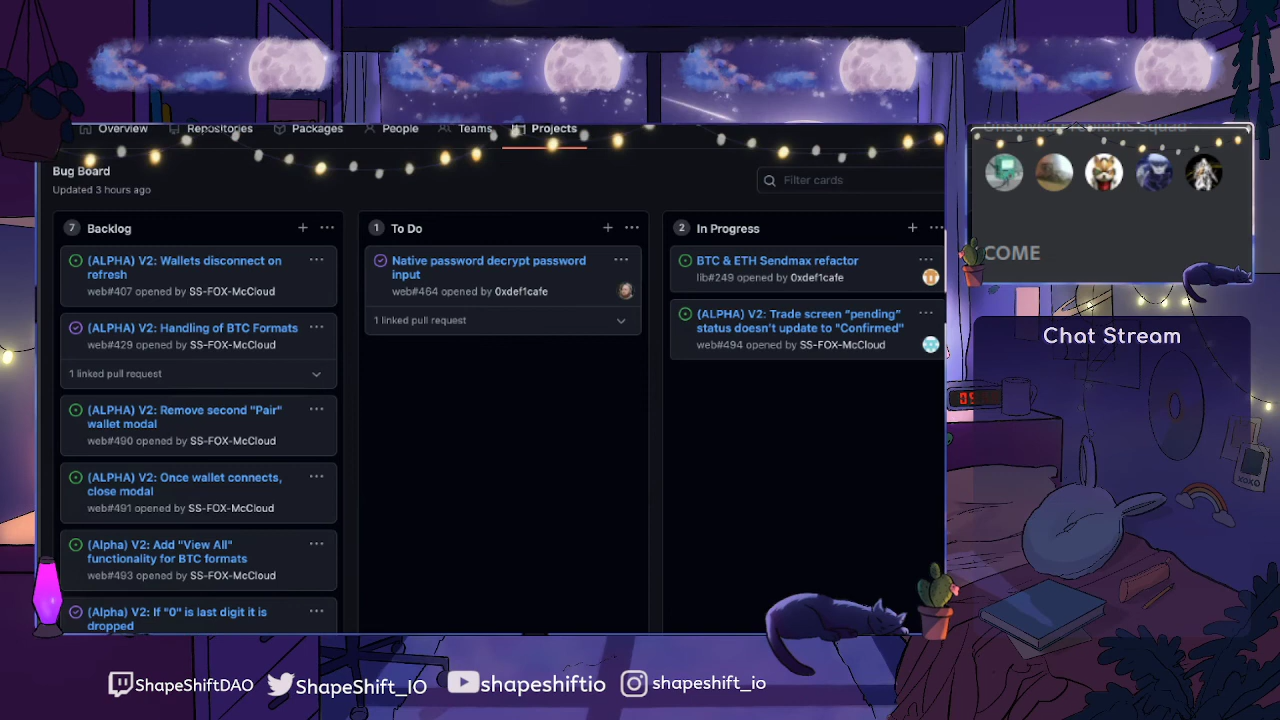 Overview Repositories Packages People Teams Projects
Bug Board
Updated 3 hours ago
Filter cards
7 Backlog
(ALPHA) V2: Wallets disconnect on
refresh
web#407 opened by SS-FOX-McCloud
(ALPHA) V2: Handling of BTC Formats
web#429 opened by SS-FOX-McCloud
1 linked pull request
(ALPHA) V2: Remove second "Pair"
wallet modal
web#490 opened by SS-FOX-McCloud
(ALPHA) V2: Once wallet connects,
close modal
web#491 opened by SS-FOX-McCloud
(Alpha) V2: Add "View All"
functionality for BTC formats
web#493 opened by SS-FOX-McCloud
(Alpha) V2: If "0" is last digit it is
dropped
1 To Do
Native password decrypt password
input
web#464 opened by 0xdef1cafe
1 linked pull request
2 In Progress
BTC & ETH Sendmax refactor
lib#249 opened by 0xdef1cafe
(ALPHA) V2: Trade screen "pending"
status doesn't update to "Confirmed"
web#494 opened by SS-FOX-McCloud
COME
Chat Stream
09
XOXO
ShapeShiftDAO ShapeShift_IO shapeshiftio shapeshift_io